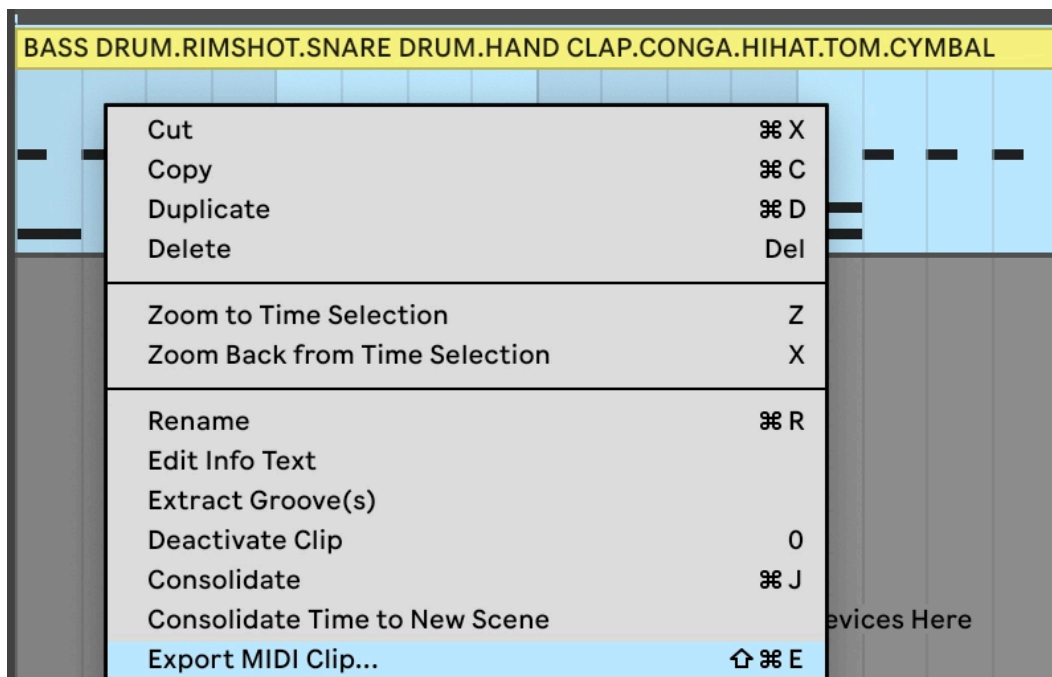 BASS DRUM.RIMSHOT.SNARE DRUM.HAND CLAP.CONGA.HIHAT.TOM.CYMBAL
Cut ⌘ X
Copy ⌘ C
Duplicate ⌘ D
Delete Del
Zoom to Time Selection Z
Zoom Back from Time Selection X
Rename ⌘ R
Edit Info Text
Extract Groove(s)
Deactivate Clip 0
Consolidate ⌘ J
Consolidate Time to New Scene
evices Here
Export MIDI Clip... ⇧ ⌘ E